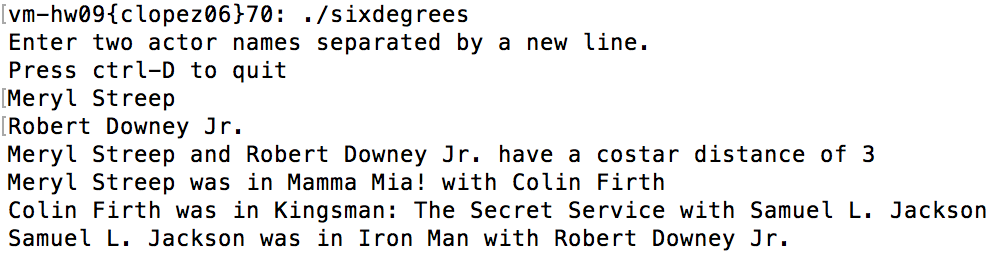 [vm-hw09{clopez06}70: ./sixdegrees
Enter two actor names separated by a new line.
Press ctrl-D to quit
[Meryl Streep
[Robert Downey Jr.
Meryl Streep and Robert Downey Jr. have a costar distance of 3
Meryl Streep was in Mamma Mia! with Colin Firth
Colin Firth was in Kingsman: The Secret Service with Samuel L. Jackson
Samuel L. Jackson was in Iron Man with Robert Downey Jr.